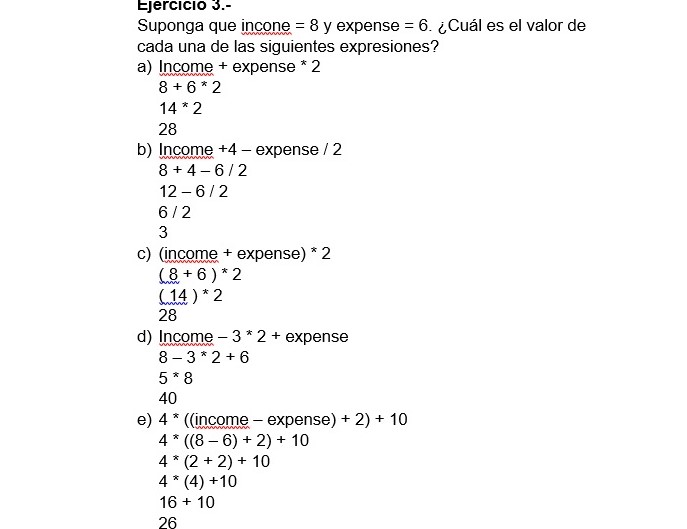 Ejercicio 3.-
Suponga que incone = 8 y expense = 6. ¿Cuál es el valor de
cada una de las siguientes expresiones?
a) Income + expense * 2
8 + 6 * 2
14 * 2
28
b) Income +4 – expense / 2
8 + 4 – 6 / 2
12 – 6 / 2
6 / 2
3
c) (income + expense) * 2
( 8 + 6 ) * 2
( 14 ) * 2
28
d) Income – 3 * 2 + expense
8 – 3 * 2 + 6
5 * 8
40
e) 4 * ((income – expense) + 2) + 10
4 * ((8 – 6) + 2) + 10
4 * (2 + 2) + 10
4 * (4) +10
16 + 10
26